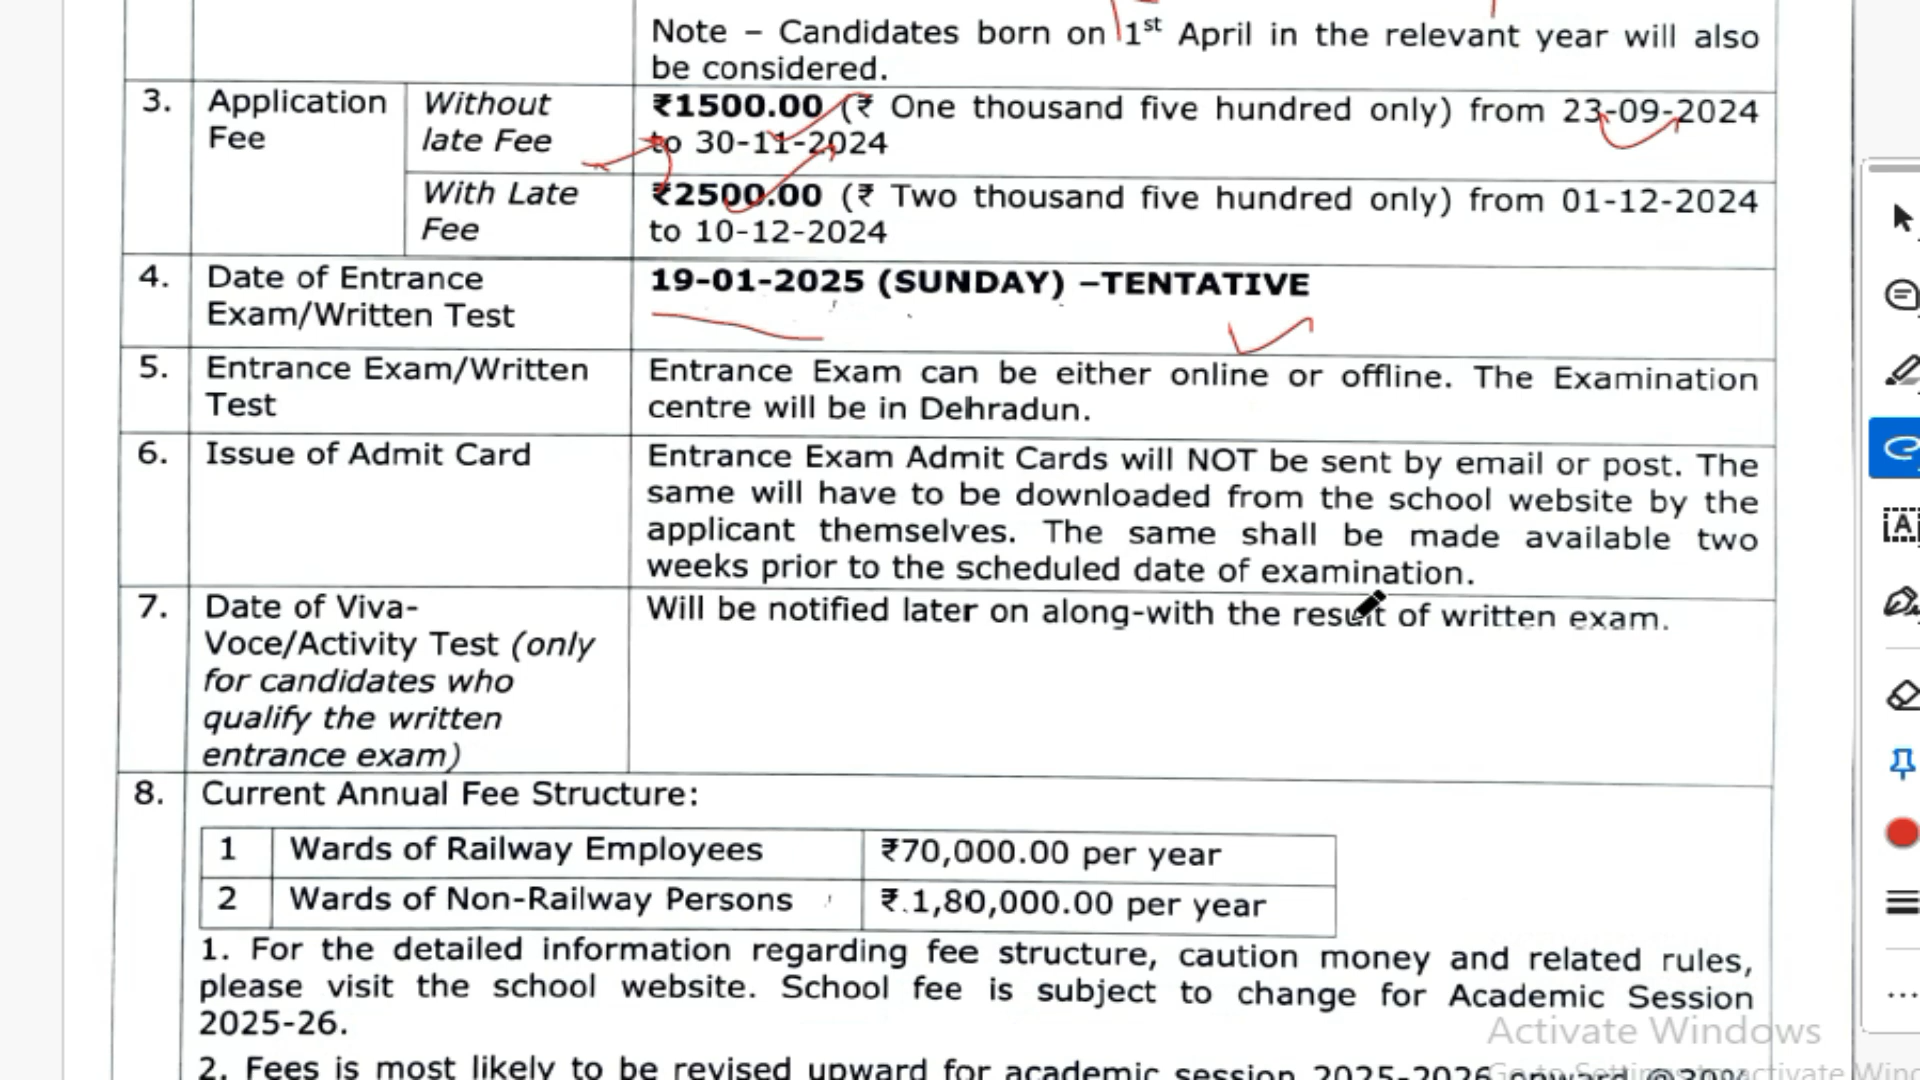 Note – Candidates born on 1st April in the relevant year will also
be considered.
3. Application Fee Without late Fee ₹1500.00 (₹ One thousand five hundred only) from 23-09-2024
to 30-11-2024
With Late Fee ₹2500.00 (₹ Two thousand five hundred only) from 01-12-2024
to 10-12-2024
4. Date of Entrance
Exam/Written Test
19-01-2025 (SUNDAY) –TENTATIVE
5. Entrance Exam/Written
Test
Entrance Exam can be either online or offline. The Examination
centre will be in Dehradun.
6. Issue of Admit Card
Entrance Exam Admit Cards will NOT be sent by email or post. The
same will have to be downloaded from the school website by the
applicant themselves. The same shall be made available two
weeks prior to the scheduled date of examination.
7. Date of Viva-
Voce/Activity Test (only
for candidates who
qualify the written
entrance exam)
Will be notified later on along-with the result of written exam.
8. Current Annual Fee Structure:
1 Wards of Railway Employees ₹70,000.00 per year
2 Wards of Non-Railway Persons ₹.1,80,000.00 per year
1. For the detailed information regarding fee structure, caution money and related rules,
please visit the school website. School fee is subject to change for Academic Session
2025-26.
Activate Windows
2. Fees is most likely to be revised upward for academic session